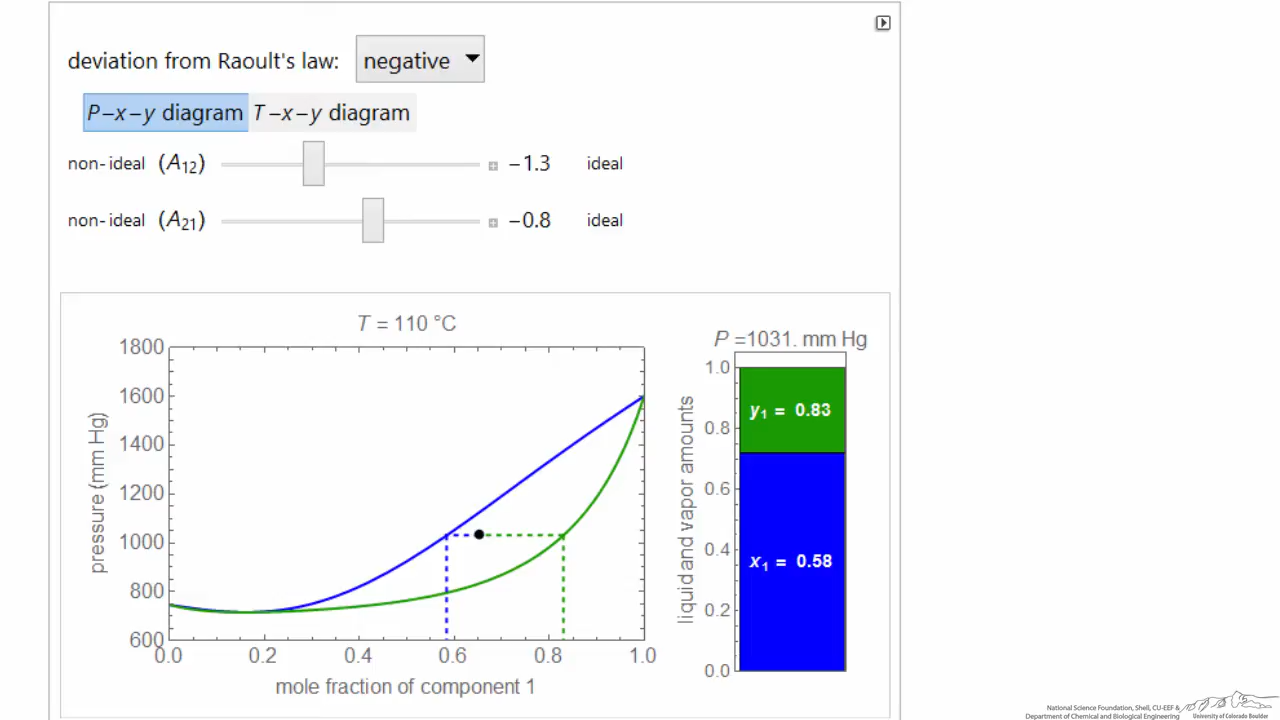 deviation from Raoult's law: negative
P–x–y diagram T–x–y diagram
non-ideal (A12) −1.3 ideal
non-ideal (A21) −0.8 ideal
T = 110 °C
P =1031. mm Hg
1800
1600
1400
1200
1000
800
600
pressure (mm Hg)
0.0 0.2 0.4 0.6 0.8 1.0
mole fraction of component 1
liquid and vapor amounts
1.0
0.8
0.6
0.4
0.2
0.0
y1 = 0.83
x1 = 0.58
National Science Foundation, Shell, CU-EEF &
Department of Chemical and Biological Engineering
University of Colorado Boulder